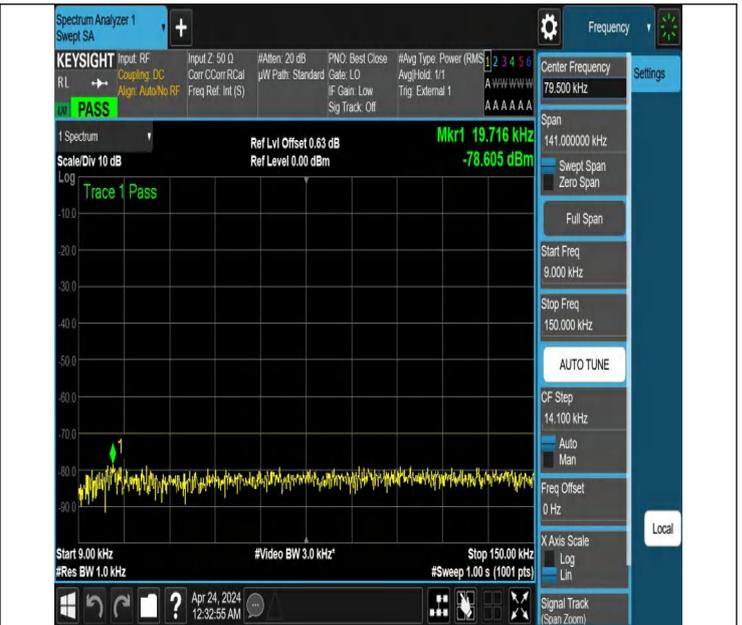 Spectrum Analyzer 1
Swept SA
+
Frequency
KEYSIGHT
RL
PASS
Input: RF
Coupling: DC
Align: Auto/No RF
Input Z: 50 Ω
Corr CCorr RCal
Freq Ref: Int (S)
#Atten: 20 dB
µW Path: Standard
PNO: Best Close
Gate: LO
IF Gain: Low
Sig Track: Off
#Avg Type: Power (RMS
Avg|Hold: 1/1
Trig: External 1
1 2 3 4 5 6
A W W W W W
A A A A A A
1 Spectrum
Scale/Div 10 dB
Ref Lvl Offset 0.63 dB
Ref Level 0.00 dBm
Mkr1 19.716 kHz
-78.605 dBm
Log
Trace 1 Pass
-10.0
-20.0
-30.0
-40.0
-50.0
-60.0
-70.0
1
-80.0
-90.0
Start 9.00 kHz
#Res BW 1.0 kHz
#Video BW 3.0 kHz*
Stop 150.00 kHz
#Sweep 1.00 s (1001 pts)
?
Apr 24, 2024
12:32:55 AM
Center Frequency
79.500 kHz
Settings
Span
141.000000 kHz
Swept Span
Zero Span
Full Span
Start Freq
9.000 kHz
Stop Freq
150.000 kHz
AUTO TUNE
CF Step
14.100 kHz
Auto
Man
Freq Offset
0 Hz
Local
X Axis Scale
Log
Lin
Signal Track
(Span Zoom)